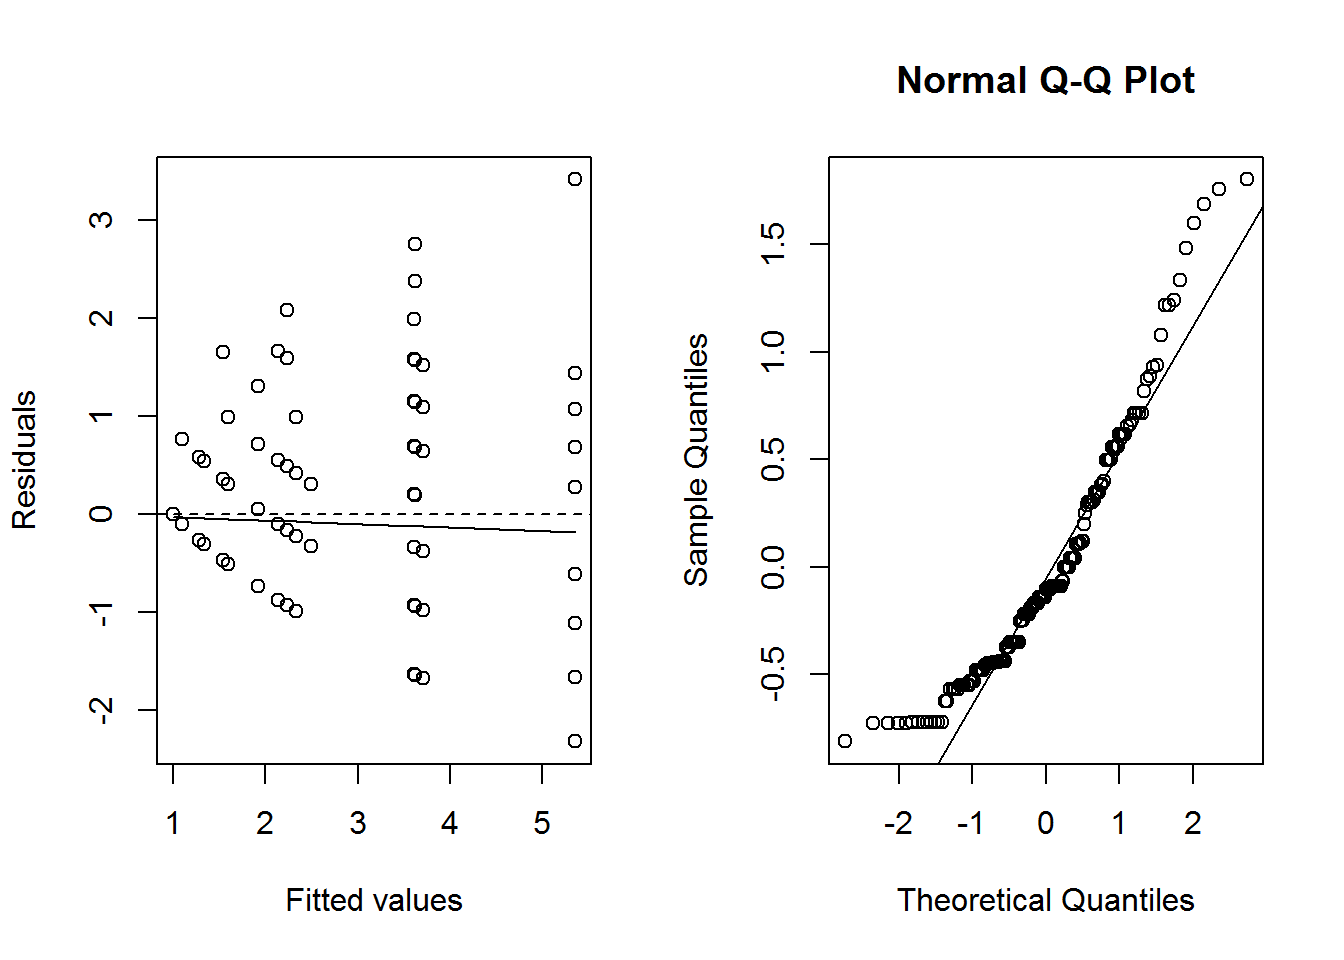 Residuals
3
2
1
0
-1
-2
1 2 3 4 5
Fitted values
Normal Q-Q Plot
Sample Quantiles
1.5
1.0
0.5
0.0
-0.5
-2 -1 0 1 2
Theoretical Quantiles